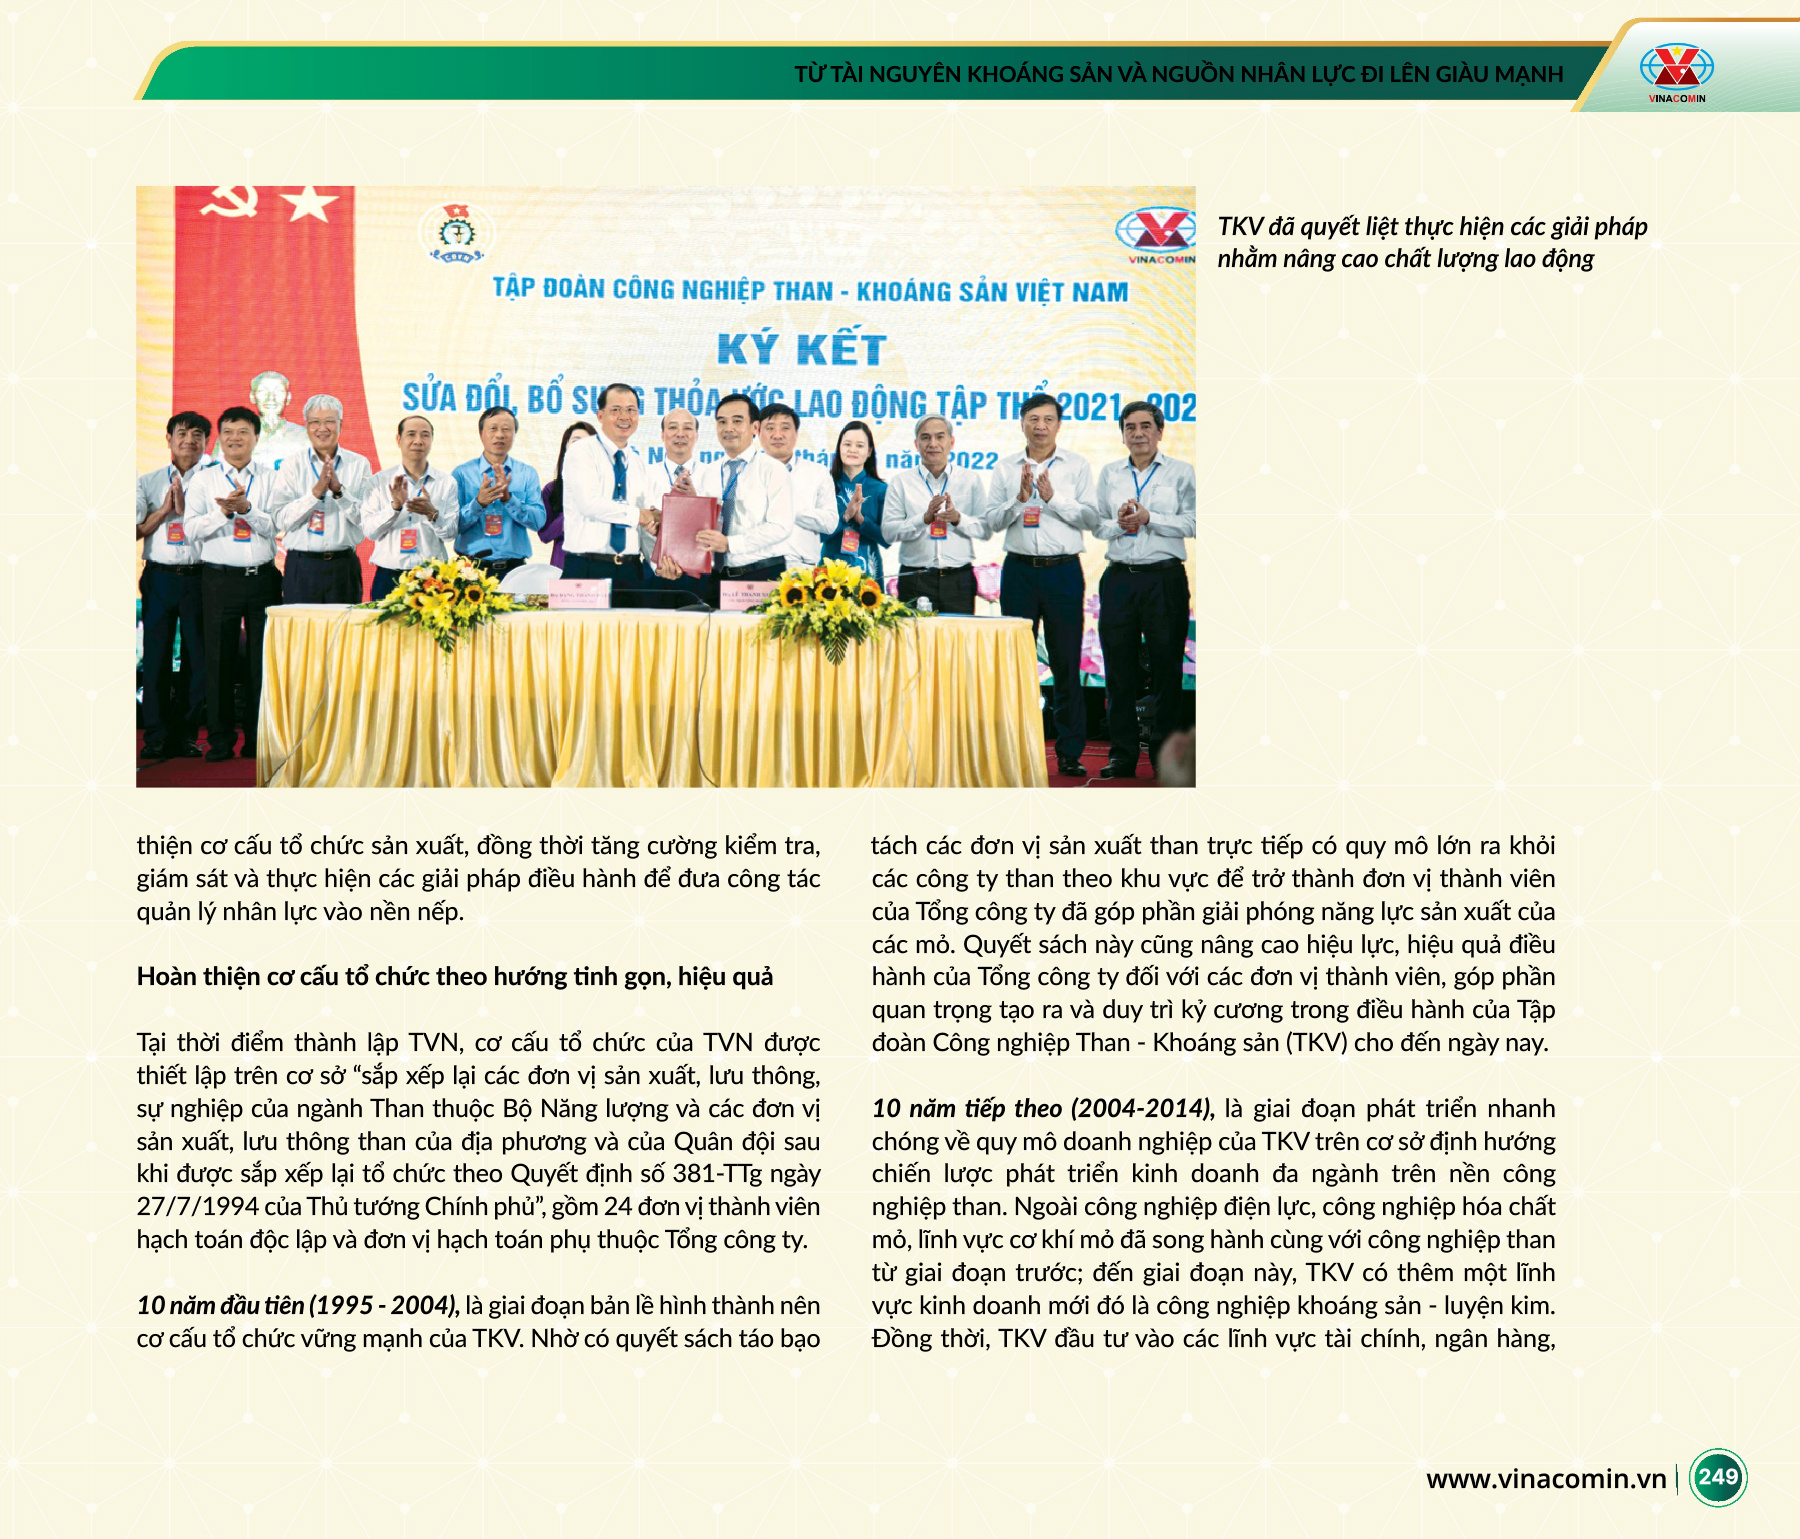 TỪ TÀI NGUYÊN KHOÁNG SẢN VÀ NGUỒN NHÂN LỰC ĐI LÊN GIÀU MẠNH
VINACOMIN
VINACOMIN
TẬP ĐOÀN CÔNG NGHIỆP THAN - KHOÁNG SẢN VIỆT NAM
KÝ KẾT
SỬA ĐỔI, BỔ SUNG THỎA ƯỚC LAO ĐỘNG TẬP THỂ 2021
2022
TKV đã quyết liệt thực hiện các giải pháp
nhằm nâng cao chất lượng lao động
thiện cơ cấu tổ chức sản xuất, đồng thời tăng cường kiểm tra,
giám sát và thực hiện các giải pháp điều hành để đưa công tác
quản lý nhân lực vào nền nếp.
Hoàn thiện cơ cấu tổ chức theo hướng tinh gọn, hiệu quả
Tại thời điểm thành lập TVN, cơ cấu tổ chức của TVN được
thiết lập trên cơ sở “sắp xếp lại các đơn vị sản xuất, lưu thông,
sự nghiệp của ngành Than thuộc Bộ Năng lượng và các đơn vị
sản xuất, lưu thông than của địa phương và của Quân đội sau
khi được sắp xếp lại tổ chức theo Quyết định số 381-TTg ngày
27/7/1994 của Thủ tướng Chính phủ”, gồm 24 đơn vị thành viên
hạch toán độc lập và đơn vị hạch toán phụ thuộc Tổng công ty.
10 năm đầu tiên (1995 - 2004), là giai đoạn bản lề hình thành nên
cơ cấu tổ chức vững mạnh của TKV. Nhờ có quyết sách táo bạo
tách các đơn vị sản xuất than trực tiếp có quy mô lớn ra khỏi
các công ty than theo khu vực để trở thành đơn vị thành viên
của Tổng công ty đã góp phần giải phóng năng lực sản xuất của
các mỏ. Quyết sách này cũng nâng cao hiệu lực, hiệu quả điều
hành của Tổng công ty đối với các đơn vị thành viên, góp phần
quan trọng tạo ra và duy trì kỷ cương trong điều hành của Tập
đoàn Công nghiệp Than - Khoáng sản (TKV) cho đến ngày nay.
10 năm tiếp theo (2004-2014), là giai đoạn phát triển nhanh
chóng về quy mô doanh nghiệp của TKV trên cơ sở định hướng
chiến lược phát triển kinh doanh đa ngành trên nền công
nghiệp than. Ngoài công nghiệp điện lực, công nghiệp hóa chất
mỏ, lĩnh vực cơ khí mỏ đã song hành cùng với công nghiệp than
từ giai đoạn trước; đến giai đoạn này, TKV có thêm một lĩnh
vực kinh doanh mới đó là công nghiệp khoáng sản - luyện kim.
Đồng thời, TKV đầu tư vào các lĩnh vực tài chính, ngân hàng,
www.vinacomin.vn
249